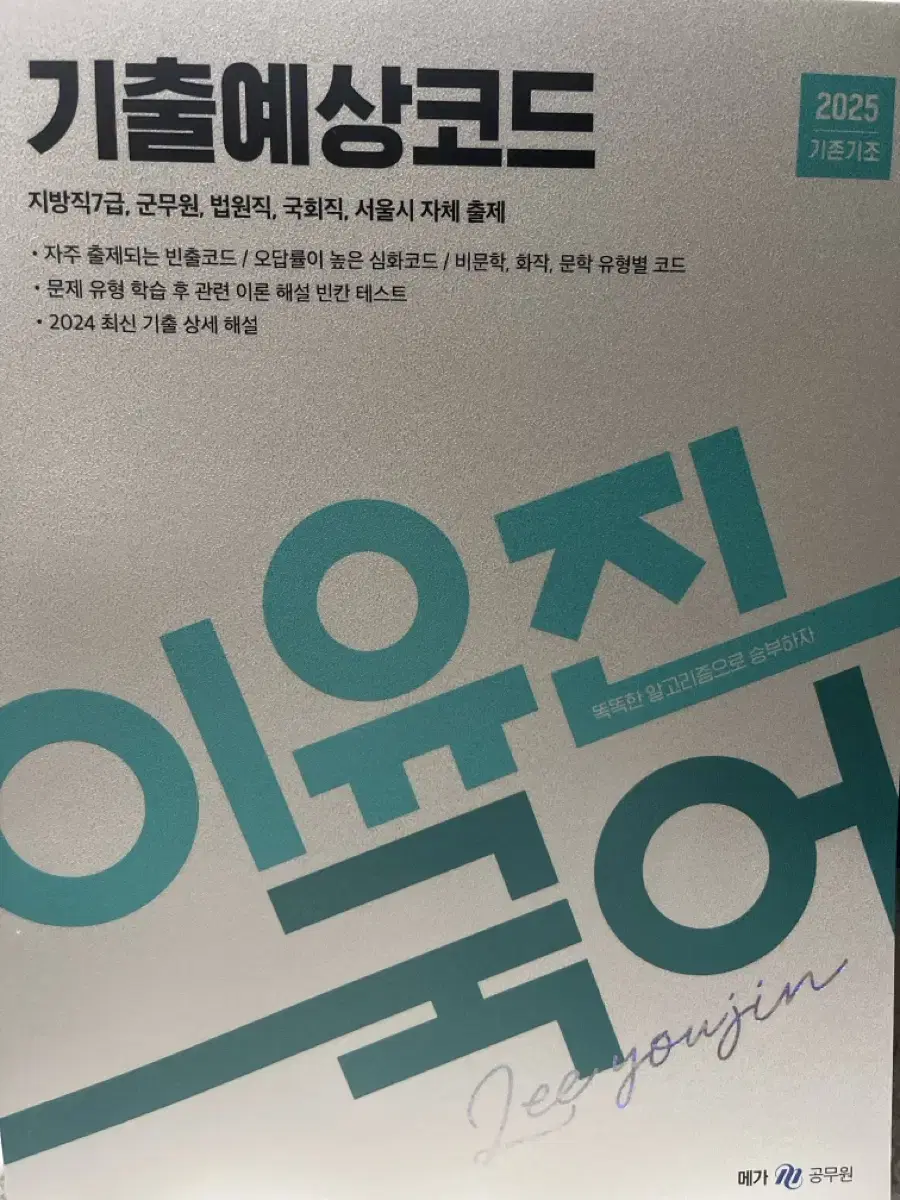 기출예상코드
2025
기존기조
지방직7급, 군무원, 법원직, 국회직, 서울시 자체 출제
• 자주 출제되는 빈출코드 / 오답률이 높은 심화코드 / 비문학, 화작, 문학 유형별 코드
• 문제 유형 학습 후 관련 이론 해설 빈칸 테스트
• 2024 최신 기출 상세 해설
이유진
똑똑한 알고리즘으로 승부하자
국어
Lee youjin
메가 공무원